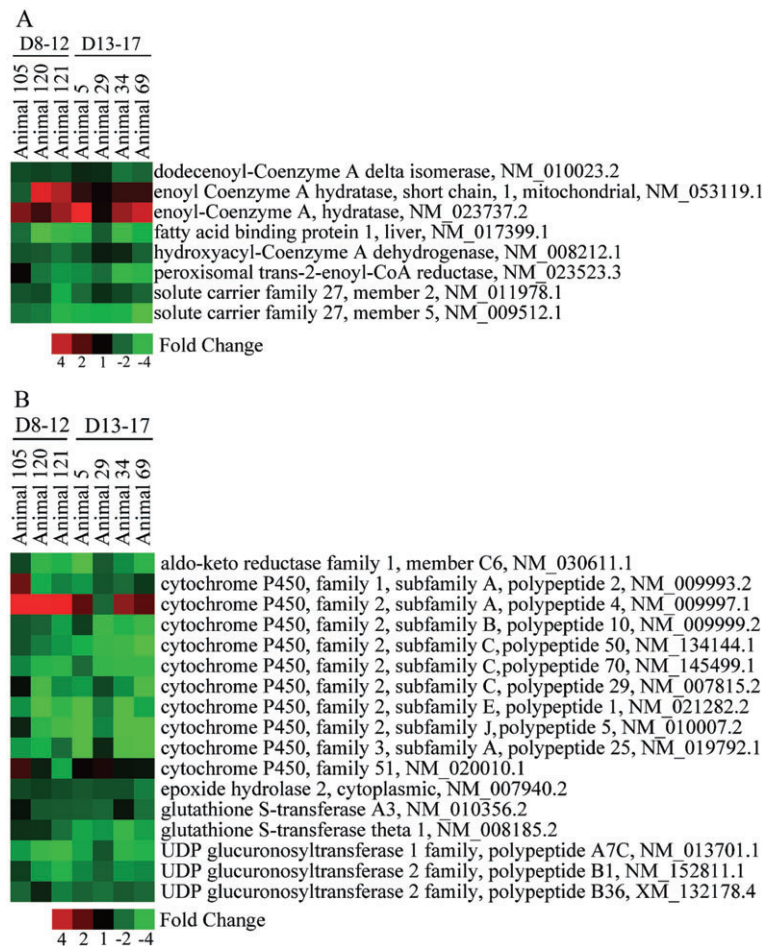 A
D8-12 D13-17
Animal 105
Animal 120
Animal 121
Animal 5
Animal 29
Animal 34
Animal 69
dodecenoyl-Coenzyme A delta isomerase, NM_010023.2
enoyl Coenzyme A hydratase, short chain, 1, mitochondrial, NM_053119.1
enoyl-Coenzyme A, hydratase, NM_023737.2
fatty acid binding protein 1, liver, NM_017399.1
hydroxyacyl-Coenzyme A dehydrogenase, NM_008212.1
peroxisomal trans-2-enoyl-CoA reductase, NM_023523.3
solute carrier family 27, member 2, NM_011978.1
solute carrier family 27, member 5, NM_009512.1
Fold Change
4 2 1 -2 -4
B
D8-12 D13-17
Animal 105
Animal 120
Animal 121
Animal 5
Animal 29
Animal 34
Animal 69
aldo-keto reductase family 1, member C6, NM_030611.1
cytochrome P450, family 1, subfamily A, polypeptide 2, NM_009993.2
cytochrome P450, family 2, subfamily A, polypeptide 4, NM_009997.1
cytochrome P450, family 2, subfamily B, polypeptide 10, NM_009999.2
cytochrome P450, family 2, subfamily C, polypeptide 50, NM_134144.1
cytochrome P450, family 2, subfamily C, polypeptide 70, NM_145499.1
cytochrome P450, family 2, subfamily C, polypeptide 29, NM_007815.2
cytochrome P450, family 2, subfamily E, polypeptide 1, NM_021282.2
cytochrome P450, family 2, subfamily J, polypeptide 5, NM_010007.2
cytochrome P450, family 3, subfamily A, polypeptide 25, NM_019792.1
cytochrome P450, family 51, NM_020010.1
epoxide hydrolase 2, cytoplasmic, NM_007940.2
glutathione S-transferase A3, NM_010356.2
glutathione S-transferase theta 1, NM_008185.2
UDP glucuronosyltransferase 1 family, polypeptide A7C, NM_013701.1
UDP glucuronosyltransferase 2 family, polypeptide B1, NM_152811.1
UDP glucuronosyltransferase 2 family, polypeptide B36, XM_132178.4
Fold Change
4 2 1 -2 -4